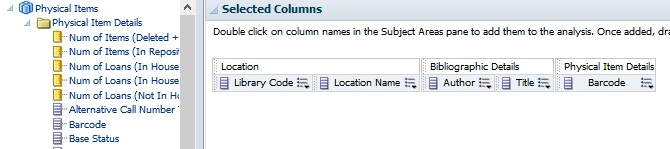 Physical Items
Physical Item Details
Num of Items (Deleted +
Num of Items (In Reposi
Num of Loans (In House
Num of Loans (In House
Num of Loans (Not In Ho
Alternative Call Number
Barcode
Base Status
Selected Columns
Double click on column names in the Subject Areas pane to add them to the analysis. Once added, dra
Location
Library Code
Location Name
Bibliographic Details
Author
Title
Physical Item Details
Barcode